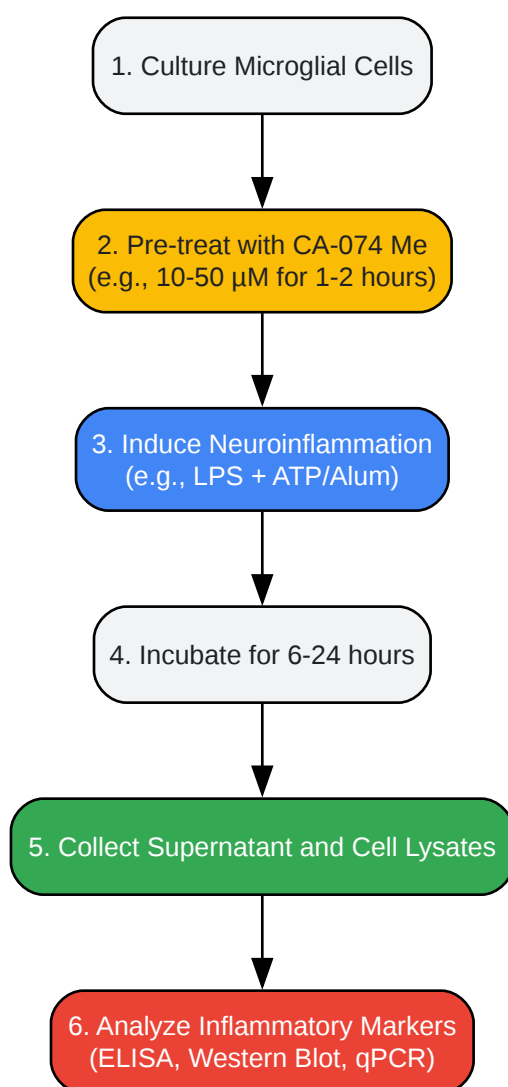 1. Culture Microglial Cells
2. Pre-treat with CA-074 Me
(e.g., 10-50 µM for 1-2 hours)
3. Induce Neuroinflammation
(e.g., LPS + ATP/Alum)
4. Incubate for 6-24 hours
5. Collect Supernatant and Cell Lysates
6. Analyze Inflammatory Markers
(ELISA, Western Blot, qPCR)